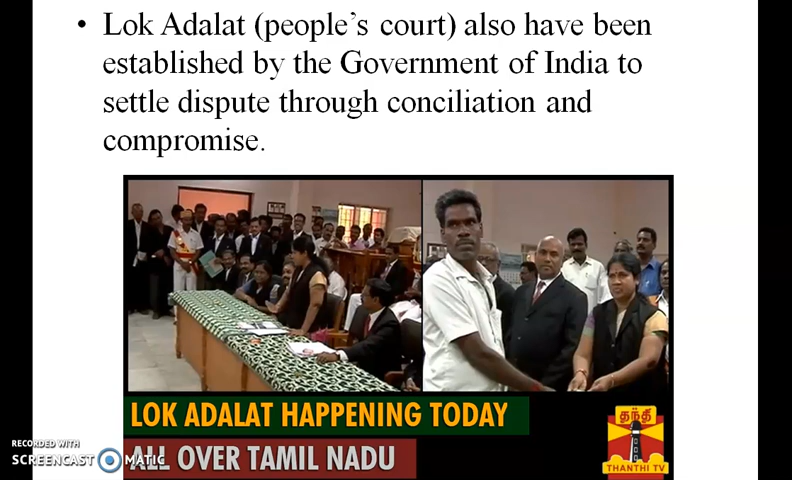 • Lok Adalat (people’s court) also have been
established by the Government of India to
settle dispute through conciliation and
compromise.
LOK ADALAT HAPPENING TODAY
ALL OVER TAMIL NADU
தந்தி
THANTHI TV
RECORDED WITH
SCREENCAST MATIC